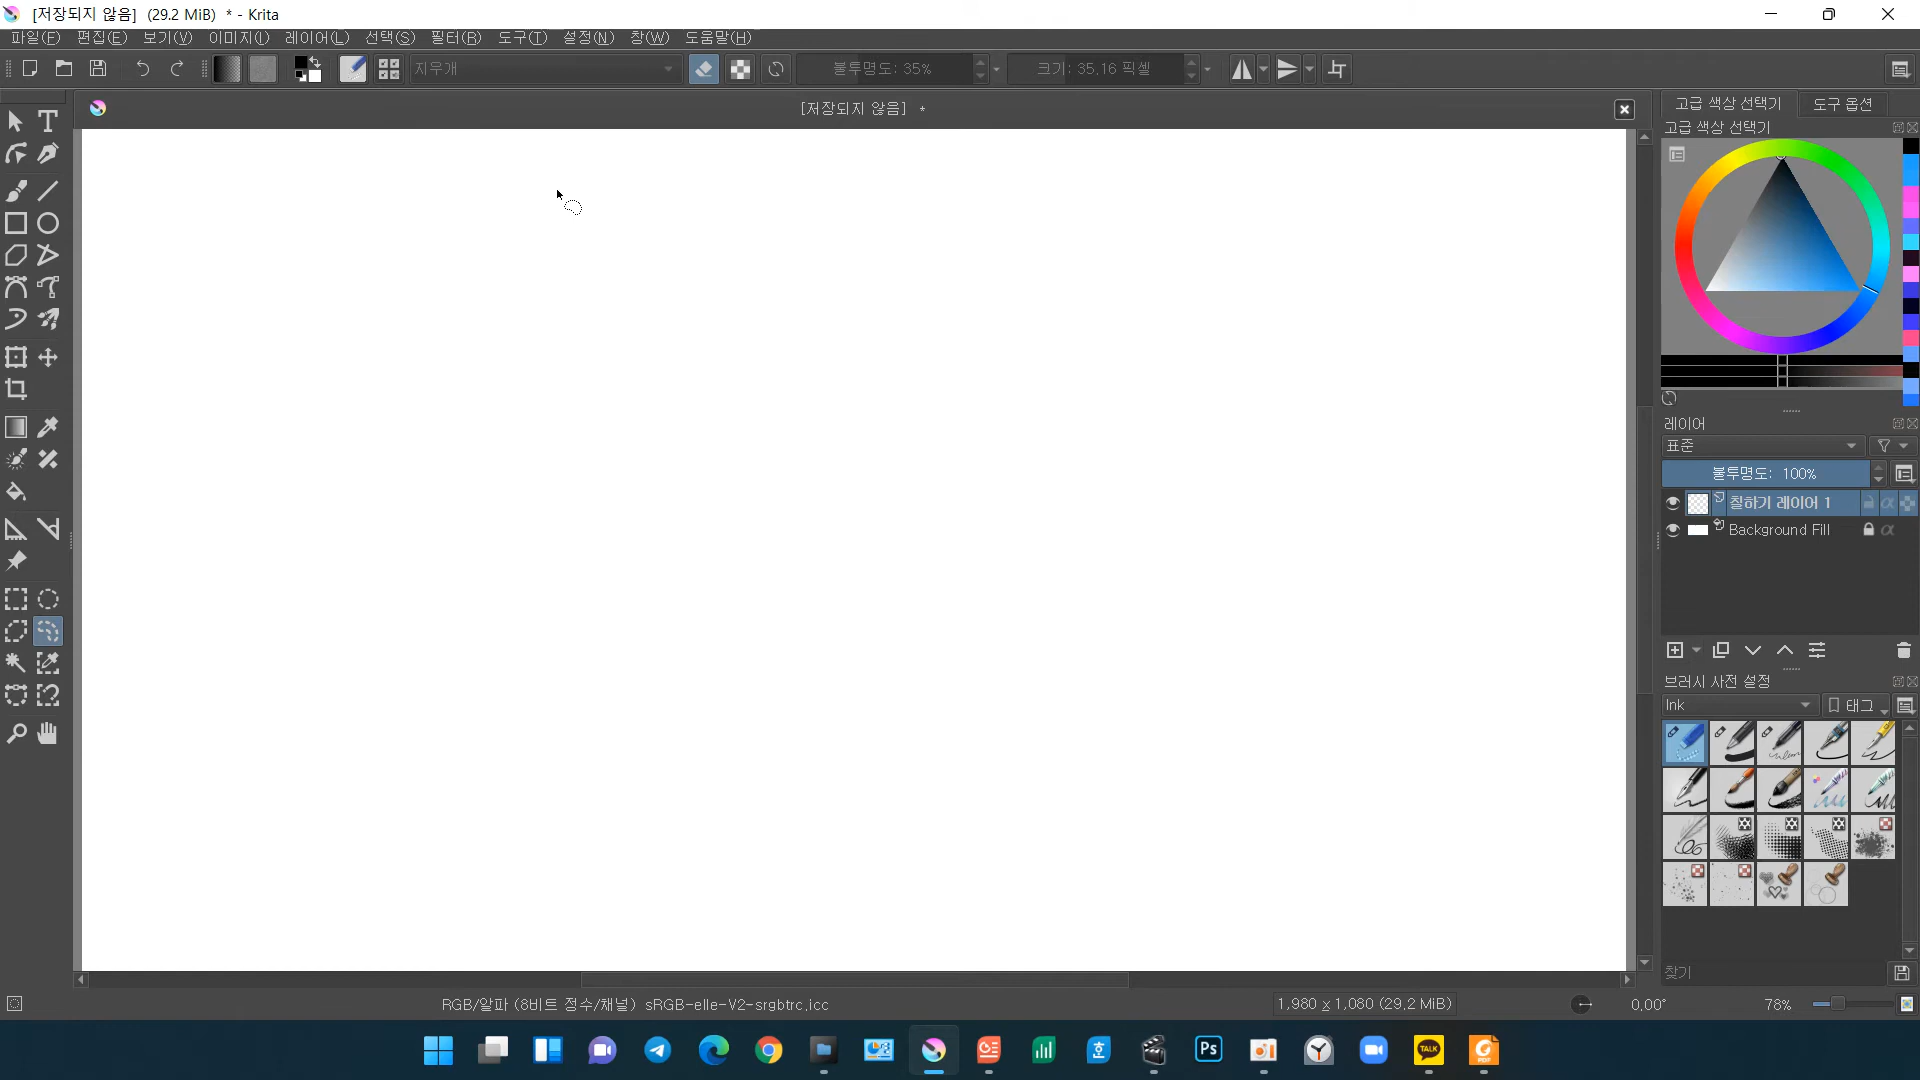 [저장되지 않음] (29.2 MiB) * - Krita
파일(F) 편집(E) 보기(V) 이미지(I) 레이어(L) 선택(S) 필터(R) 도구(T) 설정(N) 창(W) 도움말(H)
지우개 불투명도: 35% 크기: 35.16 픽셀
[저장되지 않음] *
고급 색상 선택기 도구 옵션
고급 색상 선택기
레이어
표준
불투명도: 100%
칠하기 레이어 1
Background Fill
브러시 사전 설정
Ink 태그
찾기
RGB/알파 (8비트 정수/채널) sRGB-elle-V2-srgbtrc.icc 1,980 x 1,080 (29.2 MiB) 0.00° 78%
Ps TALK PDF